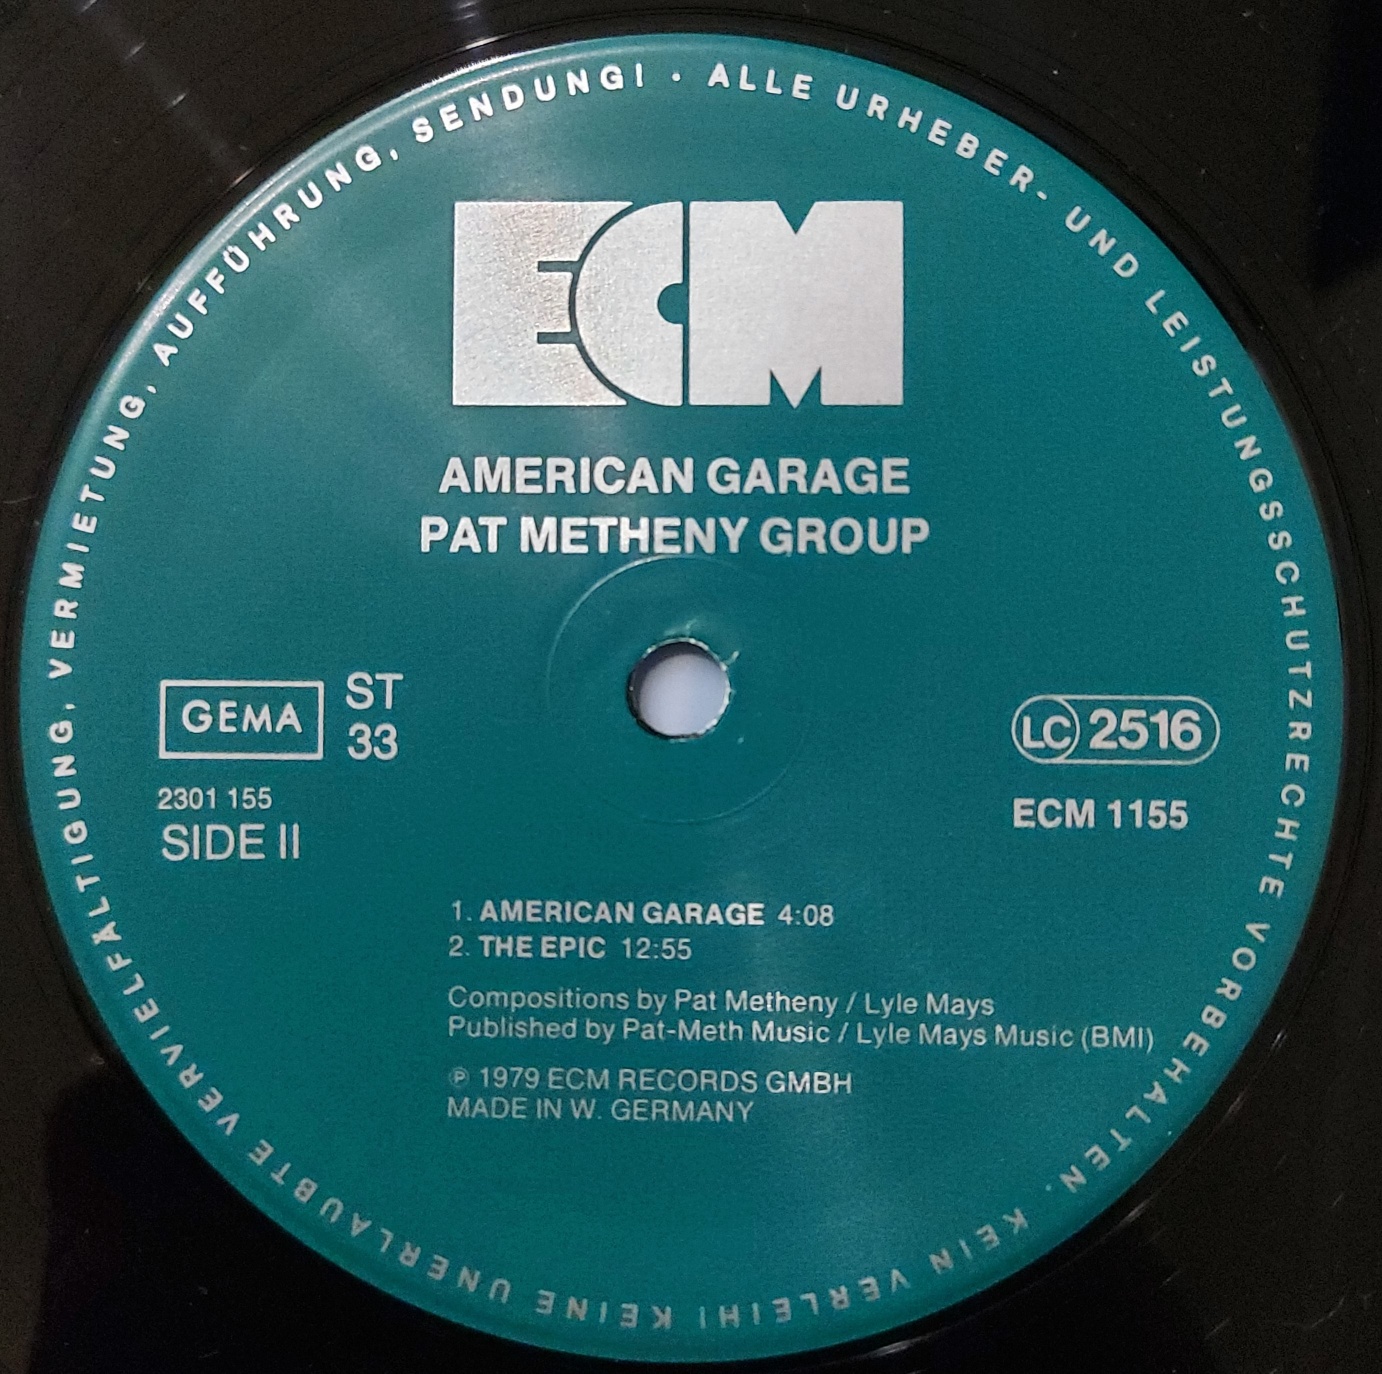 ALLE URHEBER- UND LEISTUNGSSCHUTZRECHTE VORBEHALTEN. KEIN VERLEIH! KEINE UNERLAUBTE VERVIELFÄLTIGUNG, VERMIETUNG, AUFFÜHRUNG, SENDUNG! •
ECM
AMERICAN GARAGE
PAT METHENY GROUP
GEMA
ST
33
2301 155
SIDE II
LC 2516
ECM 1155
1. AMERICAN GARAGE 4:08
2. THE EPIC 12:55
Compositions by Pat Metheny / Lyle Mays
Published by Pat-Meth Music / Lyle Mays Music (BMI)
℗ 1979 ECM RECORDS GMBH
MADE IN W. GERMANY